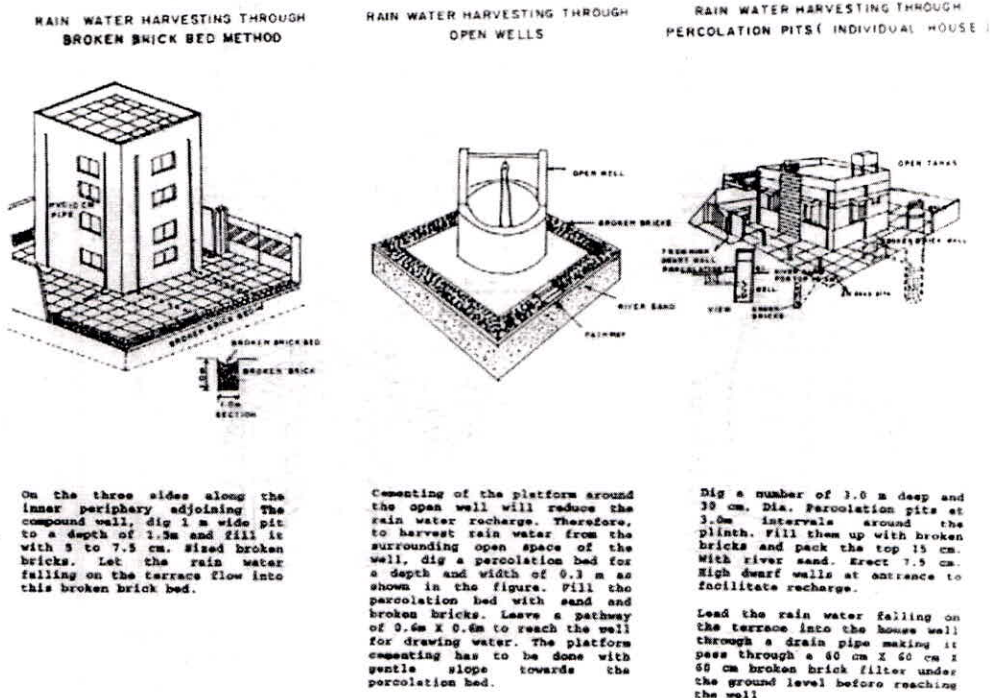 RAIN WATER HARVESTING THROUGH
BROKEN BRICK BED METHOD
PIPE
BROKEN BRICK BED
BROKEN BRICK BED
BROKEN BRICK
1.0m
SECTION
On the three sides along the
inner periphery adjoining The
compound wall, dig 1 m wide pit
to a depth of 1.5m and fill it
with 5 to 7.5 cm. sized broken
bricks. Let the rain water
falling on the terrace flow into
this broken brick bed.
RAIN WATER HARVESTING THROUGH
OPEN WELLS
OPEN WELL
BROKEN BRICKS
RIVER SAND
PATHWAY
Cementing of the platform around
the open well will reduce the
rain water recharge. Therefore,
to harvest rain water from the
surrounding open space of the
well, dig a percolation bed for
a depth and width of 0.3 m as
shown in the figure. Fill the
percolation bed with sand and
broken bricks. Leave a pathway
of 0.6m X 0.6m to reach the well
for drawing water. The platform
cementing has to be done with
gentle slope towards the
percolation bed.
RAIN WATER HARVESTING THROUGH
PERCOLATION PITS( INDIVIDUAL HOUSE )
OPEN TANKS
DWARF WALL
WELL
VIEW
BRICKS
Dig a number of 3.0 m deep and
30 cm. Dia. Percolation pits at
3.0m intervals around the
plinth. Fill them up with broken
bricks and pack the top 15 cm.
With river sand. Erect 7.5 cm.
High dwarf walls at entrance to
facilitate recharge.
Lead the rain water falling on
the terrace into the house well
through a drain pipe making it
pass through a 60 cm X 60 cm X
60 cm broken brick filter under
the ground level before reaching
the well